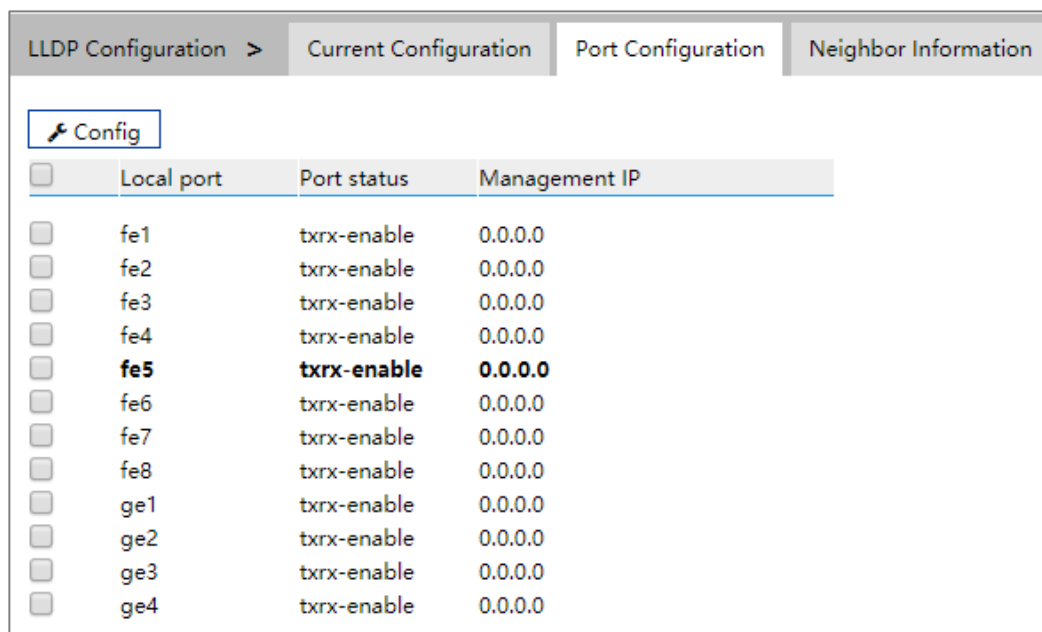 LLDP Configuration > Current Configuration Port Configuration Neighbor Information
Config
Local port Port status Management IP
fe1 txrx-enable 0.0.0.0
fe2 txrx-enable 0.0.0.0
fe3 txrx-enable 0.0.0.0
fe4 txrx-enable 0.0.0.0
fe5 txrx-enable 0.0.0.0
fe6 txrx-enable 0.0.0.0
fe7 txrx-enable 0.0.0.0
fe8 txrx-enable 0.0.0.0
ge1 txrx-enable 0.0.0.0
ge2 txrx-enable 0.0.0.0
ge3 txrx-enable 0.0.0.0
ge4 txrx-enable 0.0.0.0